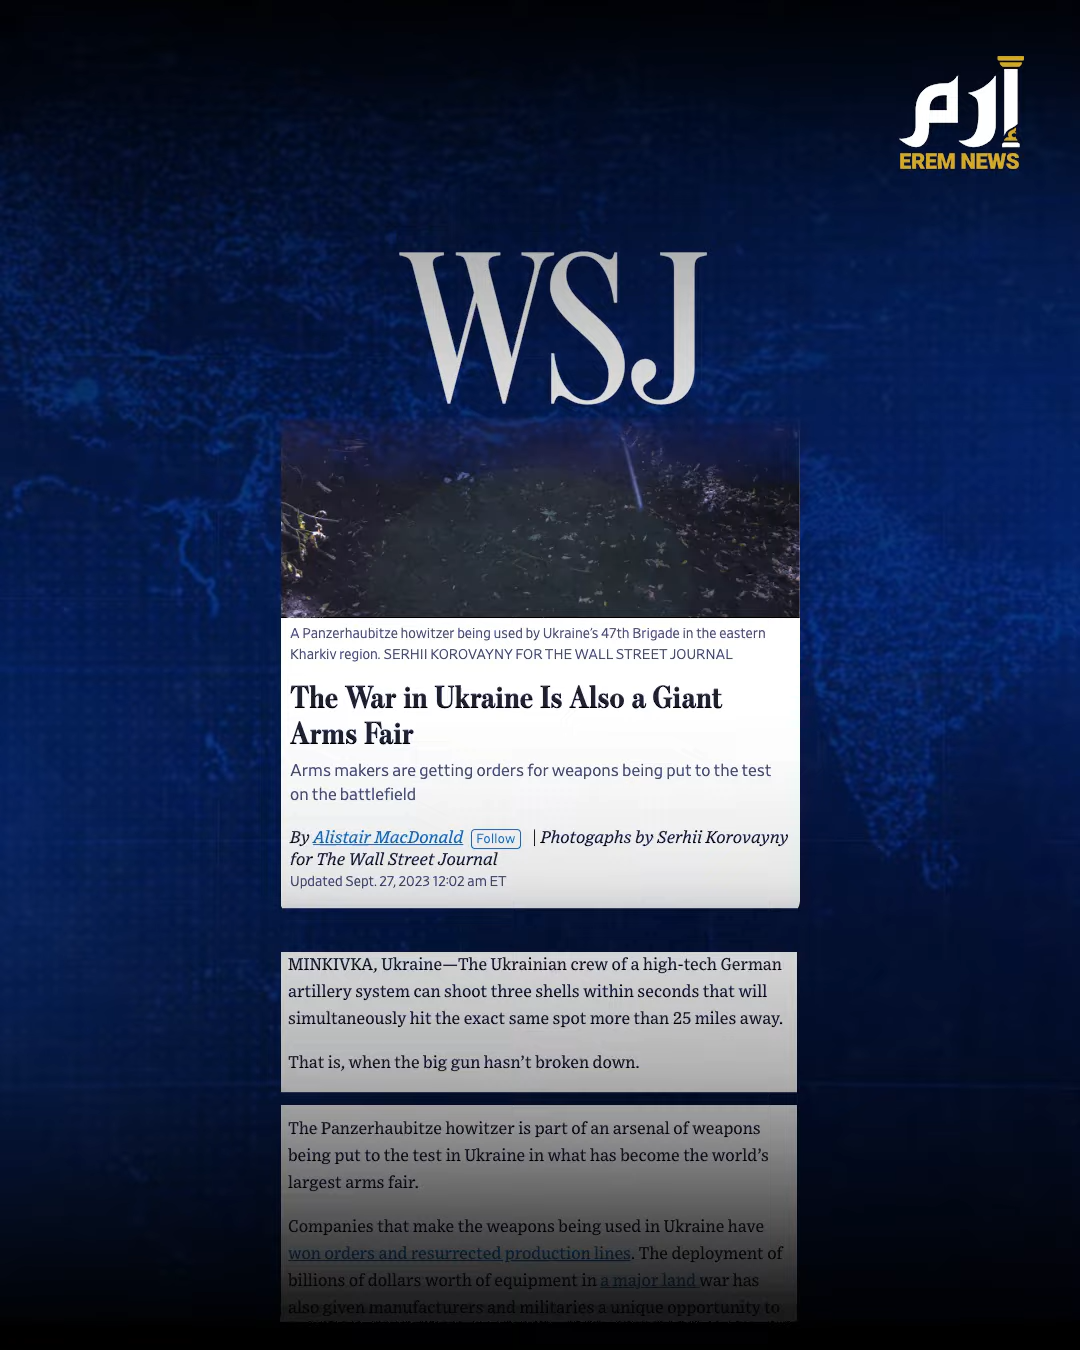 إرم
EREM NEWS
WSJ
A Panzerhaubitze howitzer being used by Ukraine’s 47th Brigade in the eastern
Kharkiv region. SERHII KOROVAYNY FOR THE WALL STREET JOURNAL
The War in Ukraine Is Also a Giant
Arms Fair
Arms makers are getting orders for weapons being put to the test
on the battlefield
By Alistair MacDonald Follow | Photogaphs by Serhii Korovayny
for The Wall Street Journal
Updated Sept. 27, 2023 12:02 am ET
MINKIVKA, Ukraine—The Ukrainian crew of a high-tech German
artillery system can shoot three shells within seconds that will
simultaneously hit the exact same spot more than 25 miles away.
That is, when the big gun hasn’t broken down.
The Panzerhaubitze howitzer is part of an arsenal of weapons
being put to the test in Ukraine in what has become the world’s
largest arms fair.
Companies that make the weapons being used in Ukraine have
won orders and resurrected production lines. The deployment of
billions of dollars worth of equipment in a major land war has
also given manufacturers and militaries a unique opportunity to